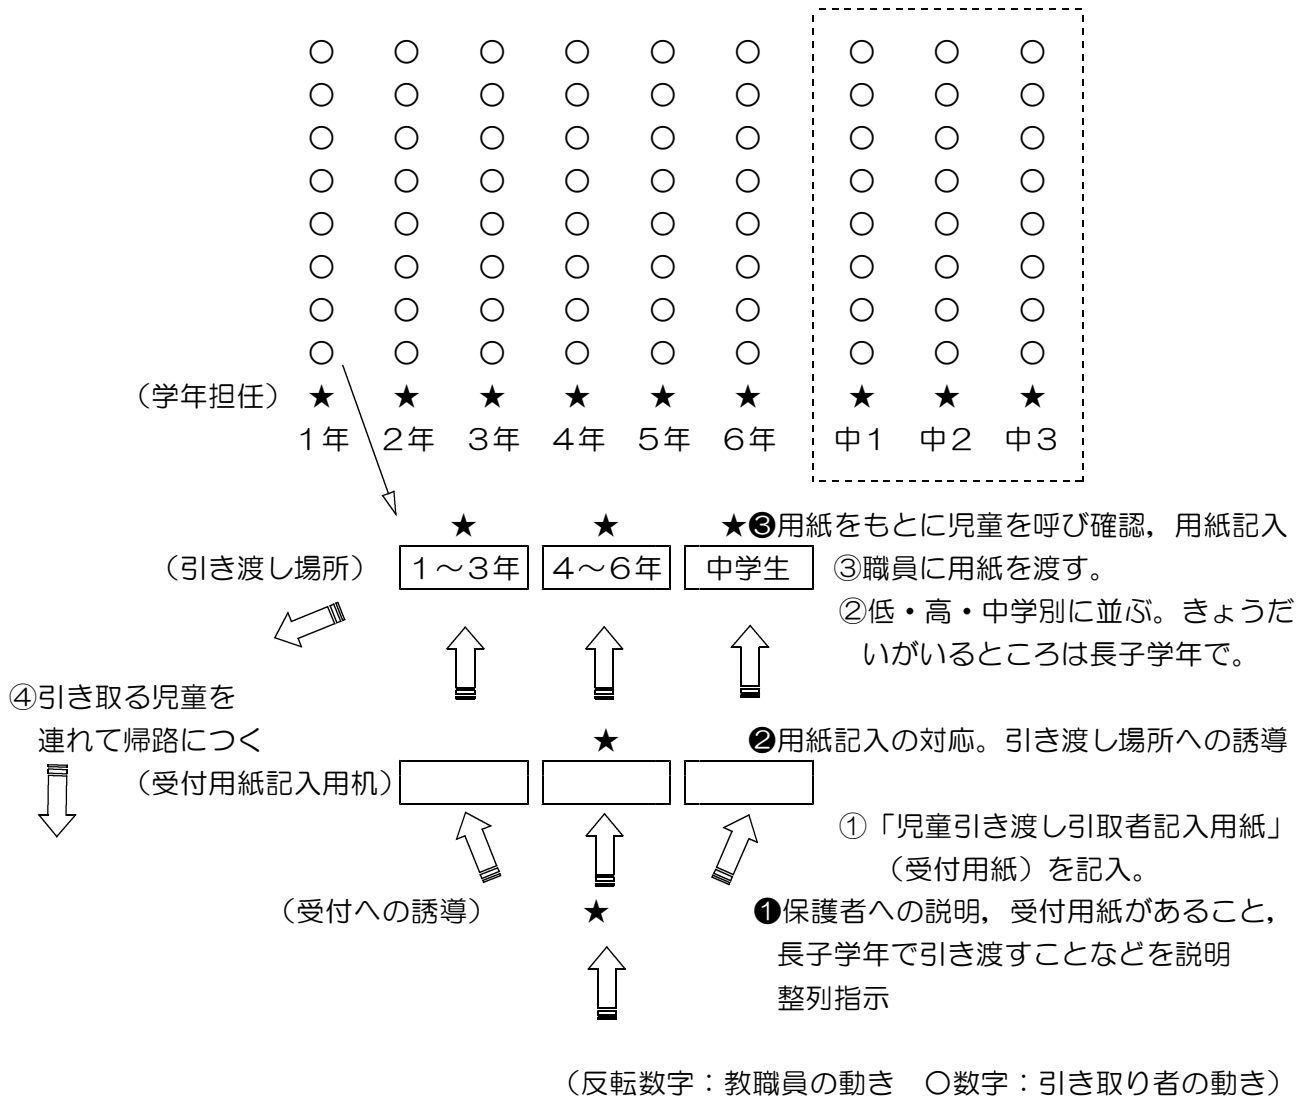 ○ ○ ○ ○ ○ ○ ○ ○ ○
○ ○ ○ ○ ○ ○ ○ ○ ○
○ ○ ○ ○ ○ ○ ○ ○ ○
○ ○ ○ ○ ○ ○ ○ ○ ○
○ ○ ○ ○ ○ ○ ○ ○ ○
○ ○ ○ ○ ○ ○ ○ ○ ○
○ ○ ○ ○ ○ ○ ○ ○ ○
○ ○ ○ ○ ○ ○ ○ ○ ○
（学年担任）★ ★ ★ ★ ★ ★ ★ ★ ★
１年 ２年 ３年 ４年 ５年 ６年 中１ 中２ 中３
★ ★ ★❸用紙をもとに児童を呼び確認，用紙記入
（引き渡し場所） １～３年 ４～６年 中学生 ③職員に用紙を渡す。
②低・高・中学別に並ぶ。きょうだ
いがいるところは長子学年で。
④引き取る児童を
連れて帰路につく
★ ❷用紙記入の対応。引き渡し場所への誘導
（受付用紙記入用机）
①「児童引き渡し引取者記入用紙」
（受付用紙）を記入。
（受付への誘導） ★ ❶保護者への説明，受付用紙があること，
長子学年で引き渡すことなどを説明
整列指示
（反転数字：教職員の動き　○数字：引き取り者の動き）